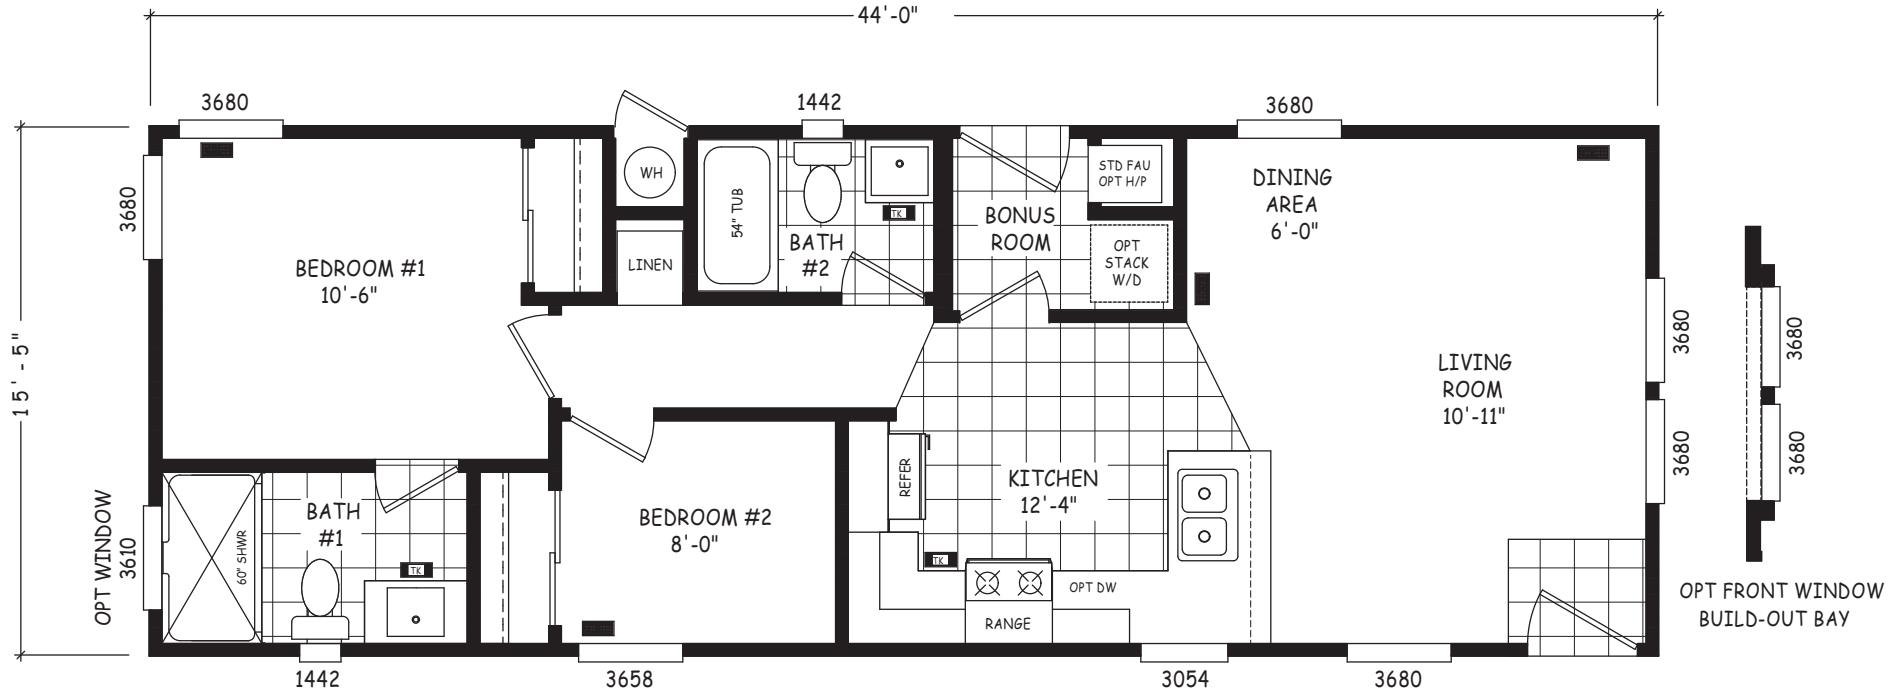 44'-0"
3680
1442
3680
15'-5"
3680
WH
54" TUB
TK
STD FAU
OPT H/P
DINING
AREA
6'-0"
BONUS
ROOM
BATH
#2
OPT
STACK
W/D
LINEN
BEDROOM #1
10'-6"
3680
3680
LIVING
ROOM
10'-11"
3680
3680
REFER
KITCHEN
12'-4"
BEDROOM #2
8'-0"
BATH
#1
OPT WINDOW
3610
60" SHWR
TK
TK
OPT DW
RANGE
OPT FRONT WINDOW
BUILD-OUT BAY
1442
3658
3054
3680